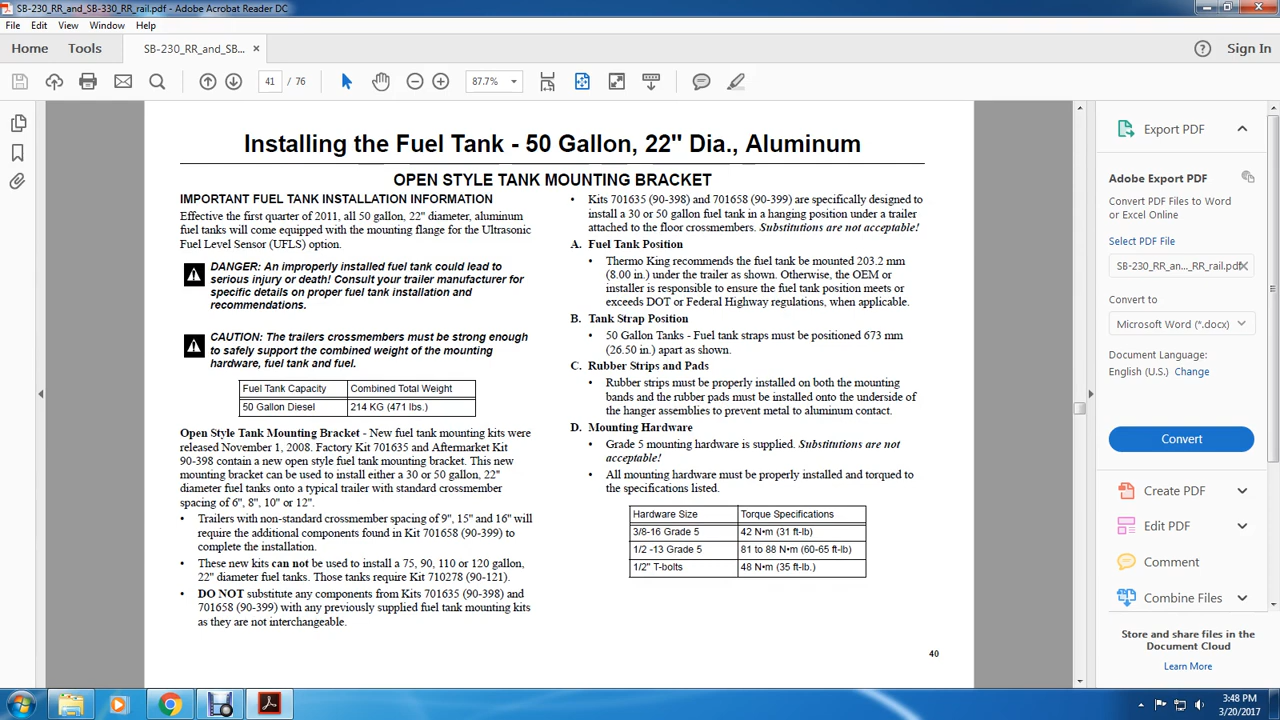 SB-230_RR_and_SB-330_RR_rail.pdf - Adobe Acrobat Reader DC
File Edit View Window Help
Home Tools SB-230_RR_and_SB... × Sign In
41 / 76 87.7%
Installing the Fuel Tank - 50 Gallon, 22" Dia., Aluminum
OPEN STYLE TANK MOUNTING BRACKET
IMPORTANT FUEL TANK INSTALLATION INFORMATION
Effective the first quarter of 2011, all 50 gallon, 22" diameter, aluminum
fuel tanks will come equipped with the mounting flange for the Ultrasonic
Fuel Level Sensor (UFLS) option.
DANGER: An improperly installed fuel tank could lead to
serious injury or death! Consult your trailer manufacturer for
specific details on proper fuel tank installation and
recommendations.
CAUTION: The trailers crossmembers must be strong enough
to safely support the combined weight of the mounting
hardware, fuel tank and fuel.
Fuel Tank Capacity Combined Total Weight
50 Gallon Diesel 214 KG (471 lbs.)
Open Style Tank Mounting Bracket - New fuel tank mounting kits were
released November 1, 2008. Factory Kit 701635 and Aftermarket Kit
90-398 contain a new open style fuel tank mounting bracket. This new
mounting bracket can be used to install either a 30 or 50 gallon, 22"
diameter fuel tanks onto a typical trailer with standard crossmember
spacing of 6", 8", 10" or 12".
• Trailers with non-standard crossmember spacing of 9", 15" and 16" will
require the additional components found in Kit 701658 (90-399) to
complete the installation.
• These new kits cannot be used to install a 75, 90, 110 or 120 gallon,
22" diameter fuel tanks. Those tanks require Kit 710278 (90-121).
• DO NOT substitute any components from Kits 701635 (90-398) and
701658 (90-399) with any previously supplied fuel tank mounting kits
as they are not interchangeable.
• Kits 701635 (90-398) and 701658 (90-399) are specifically designed to
install a 30 or 50 gallon fuel tank in a hanging position under a trailer
attached to the floor crossmembers. Substitutions are not acceptable!
A. Fuel Tank Position
• Thermo King recommends the fuel tank be mounted 203.2 mm
(8.00 in.) under the trailer as shown. Otherwise, the OEM or
installer is responsible to ensure the fuel tank position meets or
exceeds DOT or Federal Highway regulations, when applicable.
B. Tank Strap Position
• 50 Gallon Tanks - Fuel tank straps must be positioned 673 mm
(26.50 in.) apart as shown.
C. Rubber Strips and Pads
• Rubber strips must be properly installed on both the mounting
bands and the rubber pads must be installed onto the underside of
the hanger assemblies to prevent metal to aluminum contact.
D. Mounting Hardware
• Grade 5 mounting hardware is supplied. Substitutions are not
acceptable!
• All mounting hardware must be properly installed and torqued to
the specifications listed.
Hardware Size Torque Specifications
3/8-16 Grade 5 42 N•m (31 ft-lb)
1/2 -13 Grade 5 81 to 88 N•m (60-65 ft-lb)
1/2" T-bolts 48 N•m (35 ft-lb.)
40
Export PDF
Adobe Export PDF
Convert PDF Files to Word
or Excel Online
Select PDF File
SB-230_RR_an..._RR_rail.pdf ×
Convert to
Microsoft Word (*.docx)
Document Language:
English (U.S.) Change
Convert
Create PDF
Edit PDF
Comment
Combine Files
Store and share files in the
Document Cloud
Learn More
3:48 PM
3/20/2017